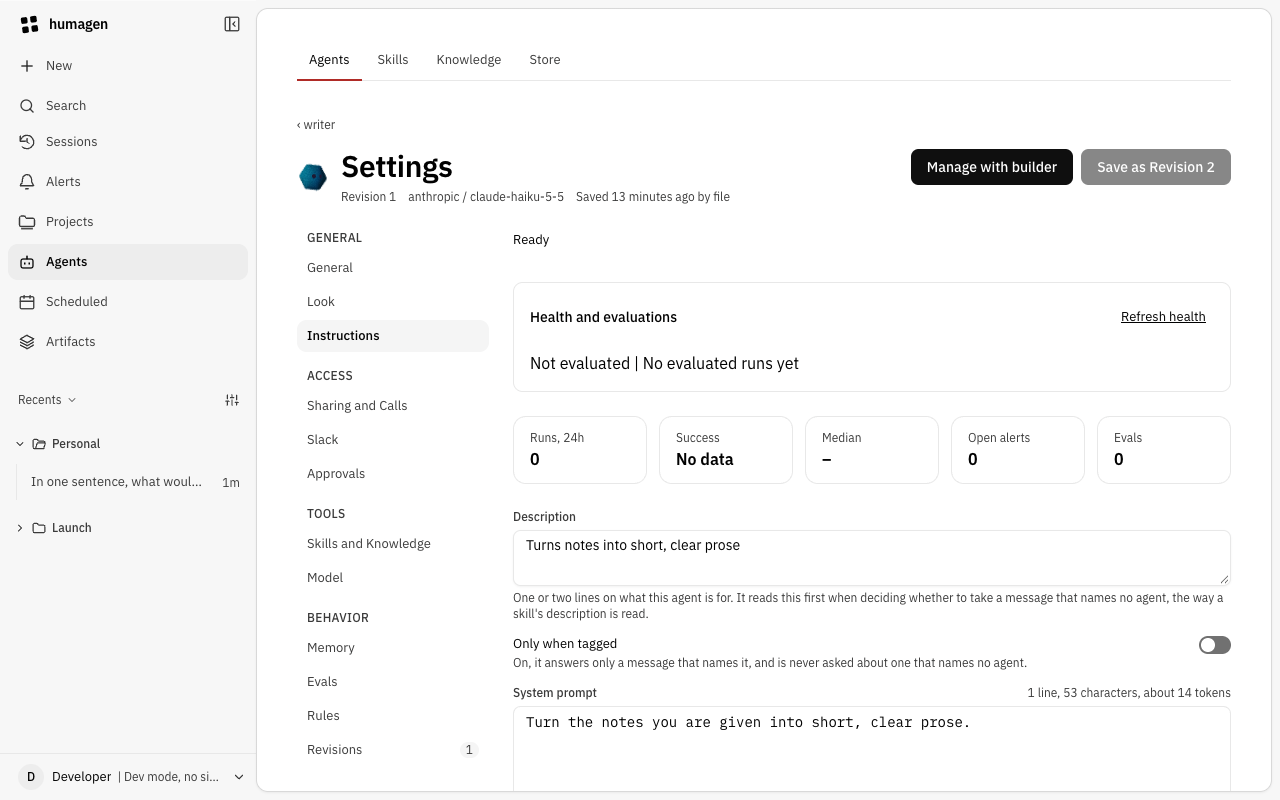 humagen
New
Search
Sessions
Alerts
Projects
Agents
Scheduled
Artifacts
Recents
Personal
In one sentence, what woul... 1m
Launch
D Developer | Dev mode, no si...
Agents Skills Knowledge Store
‹ writer
Settings
Revision 1 anthropic / claude-haiku-5-5 Saved 13 minutes ago by file
Manage with builder Save as Revision 2
GENERAL
General
Look
Instructions
ACCESS
Sharing and Calls
Slack
Approvals
TOOLS
Skills and Knowledge
Model
BEHAVIOR
Memory
Evals
Rules
Revisions 1
Ready
Health and evaluations Refresh health
Not evaluated | No evaluated runs yet
Runs, 24h
0
Success
No data
Median
–
Open alerts
0
Evals
0
Description
Turns notes into short, clear prose
One or two lines on what this agent is for. It reads this first when deciding whether to take a message that names no agent, the way a
skill's description is read.
Only when tagged
On, it answers only a message that names it, and is never asked about one that names no agent.
System prompt 1 line, 53 characters, about 14 tokens
Turn the notes you are given into short, clear prose.